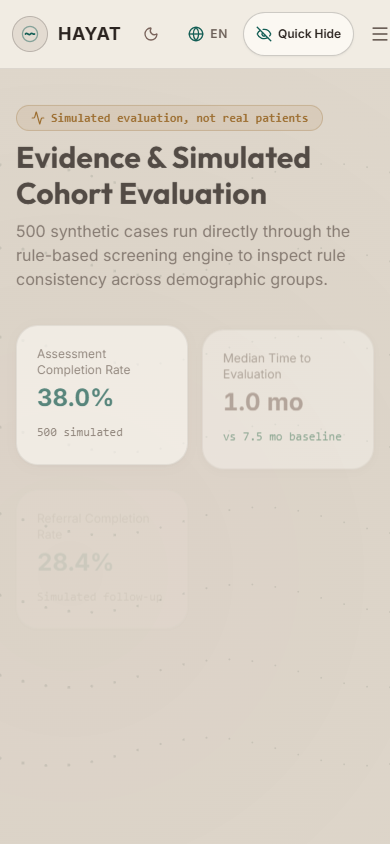 HAYAT
EN
Quick Hide
Simulated evaluation, not real patients
Evidence & Simulated
Cohort Evaluation
500 synthetic cases run directly through the
rule-based screening engine to inspect rule
consistency across demographic groups.
Assessment
Completion Rate
38.0%
500 simulated
Median Time to
Evaluation
1.0 mo
vs 7.5 mo baseline
Referral Completion
Rate
28.4%
Simulated follow-up